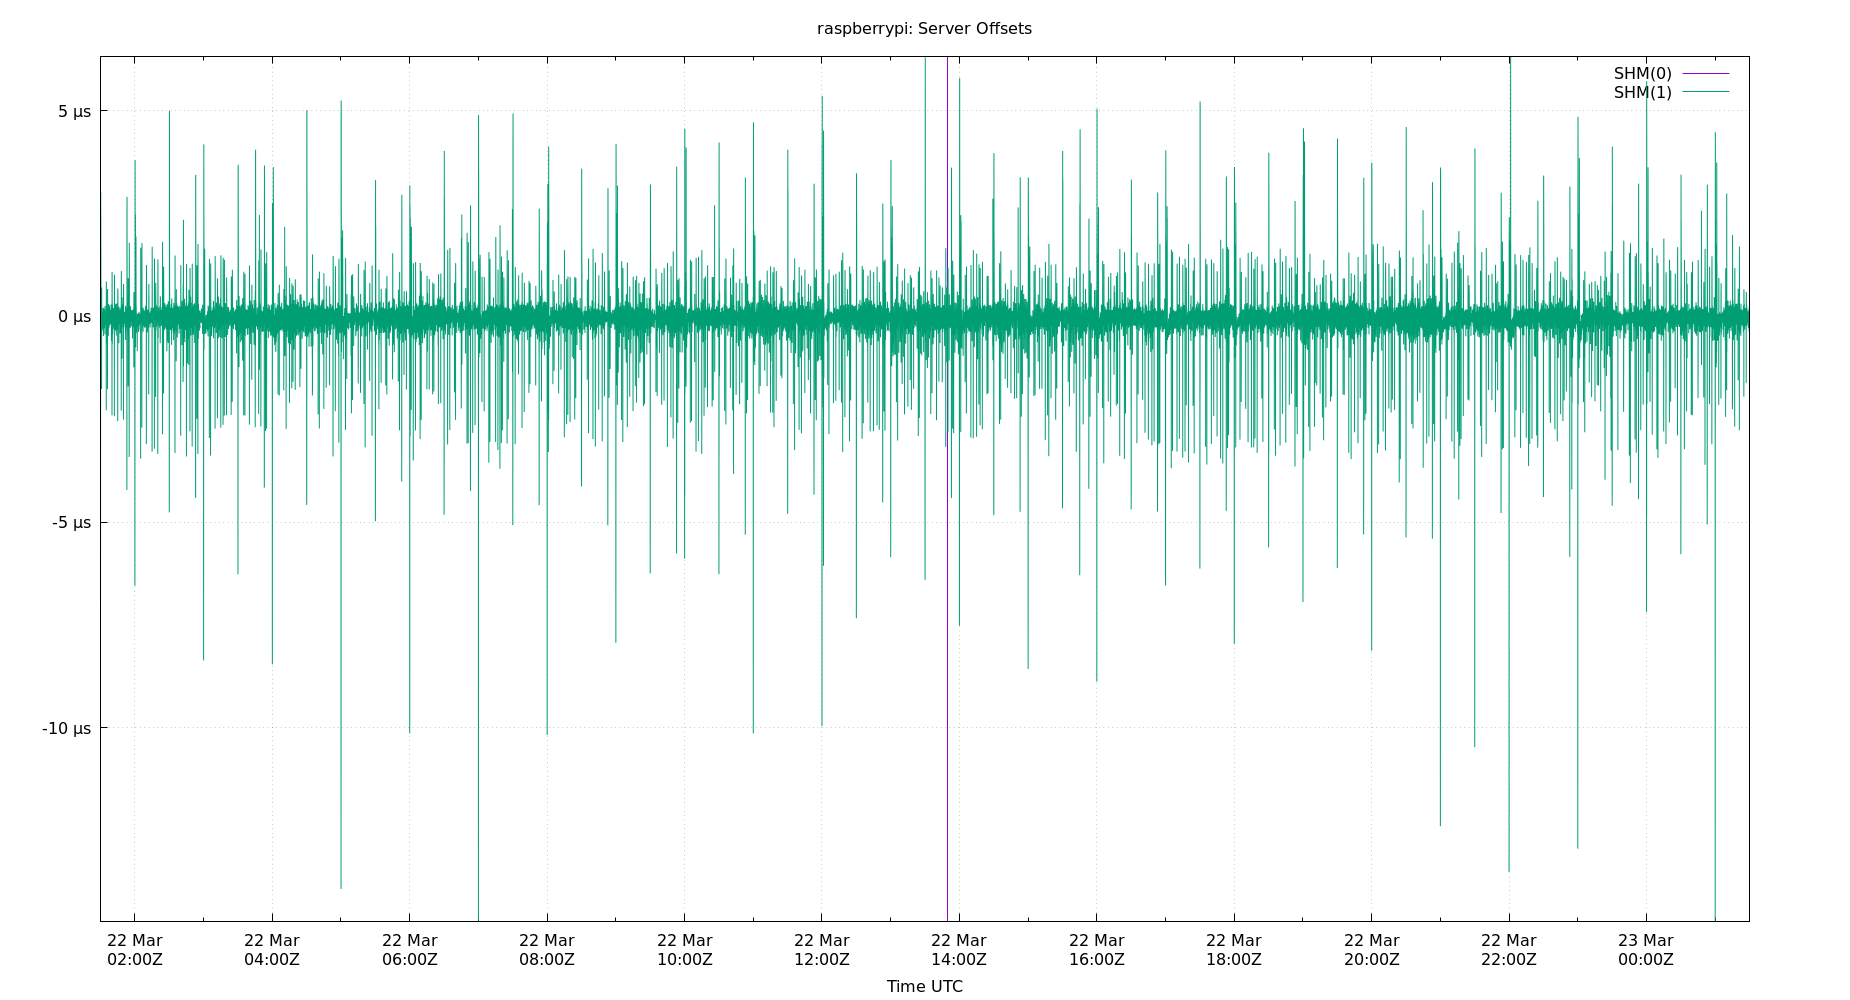 raspberrypi: Server Offsets
SHM(0)
SHM(1)
5 µs
0 µs
-5 µs
-10 µs
22 Mar 22 Mar 22 Mar 22 Mar 22 Mar 22 Mar 22 Mar 22 Mar 22 Mar 22 Mar 22 Mar 23 Mar
02:00Z 04:00Z 06:00Z 08:00Z 10:00Z 12:00Z 14:00Z 16:00Z 18:00Z 20:00Z 22:00Z 00:00Z
Time UTC